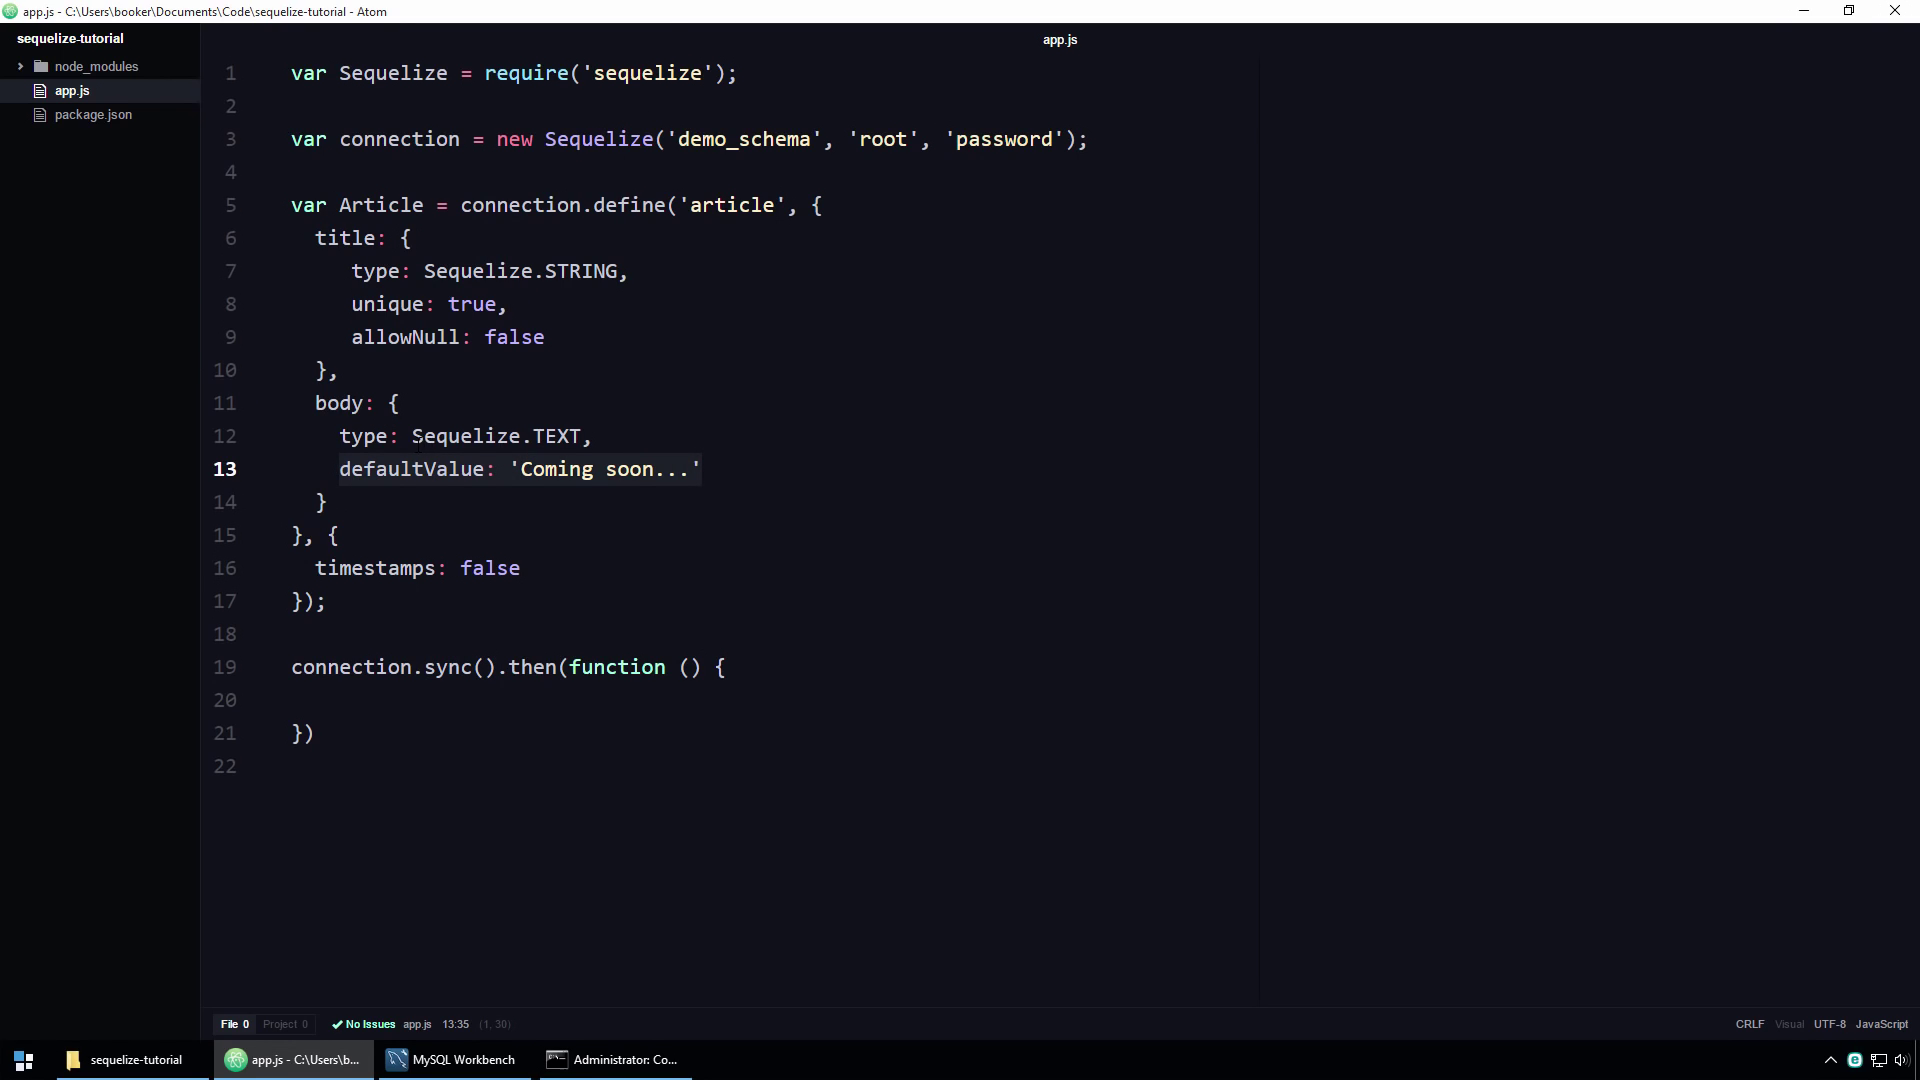 app.js - C:\Users\booker\Documents\Code\sequelize-tutorial - Atom
sequelize-tutorial
node_modules
app.js
package.json
app.js
1 var Sequelize = require('sequelize');
2
3 var connection = new Sequelize('demo_schema', 'root', 'password');
4
5 var Article = connection.define('article', {
6   title: {
7      type: Sequelize.STRING,
8      unique: true,
9      allowNull: false
10   },
11   body: {
12     type: Sequelize.TEXT,
13     defaultValue: 'Coming soon...'
14   }
15 }, {
16   timestamps: false
17 });
18
19 connection.sync().then(function () {
20
21 })
22
File 0 Project 0 No Issues app.js 13:35 (1, 30) CRLF Visual UTF-8 JavaScript
sequelize-tutorial app.js - C:\Users\b... MySQL Workbench Administrator: Co...